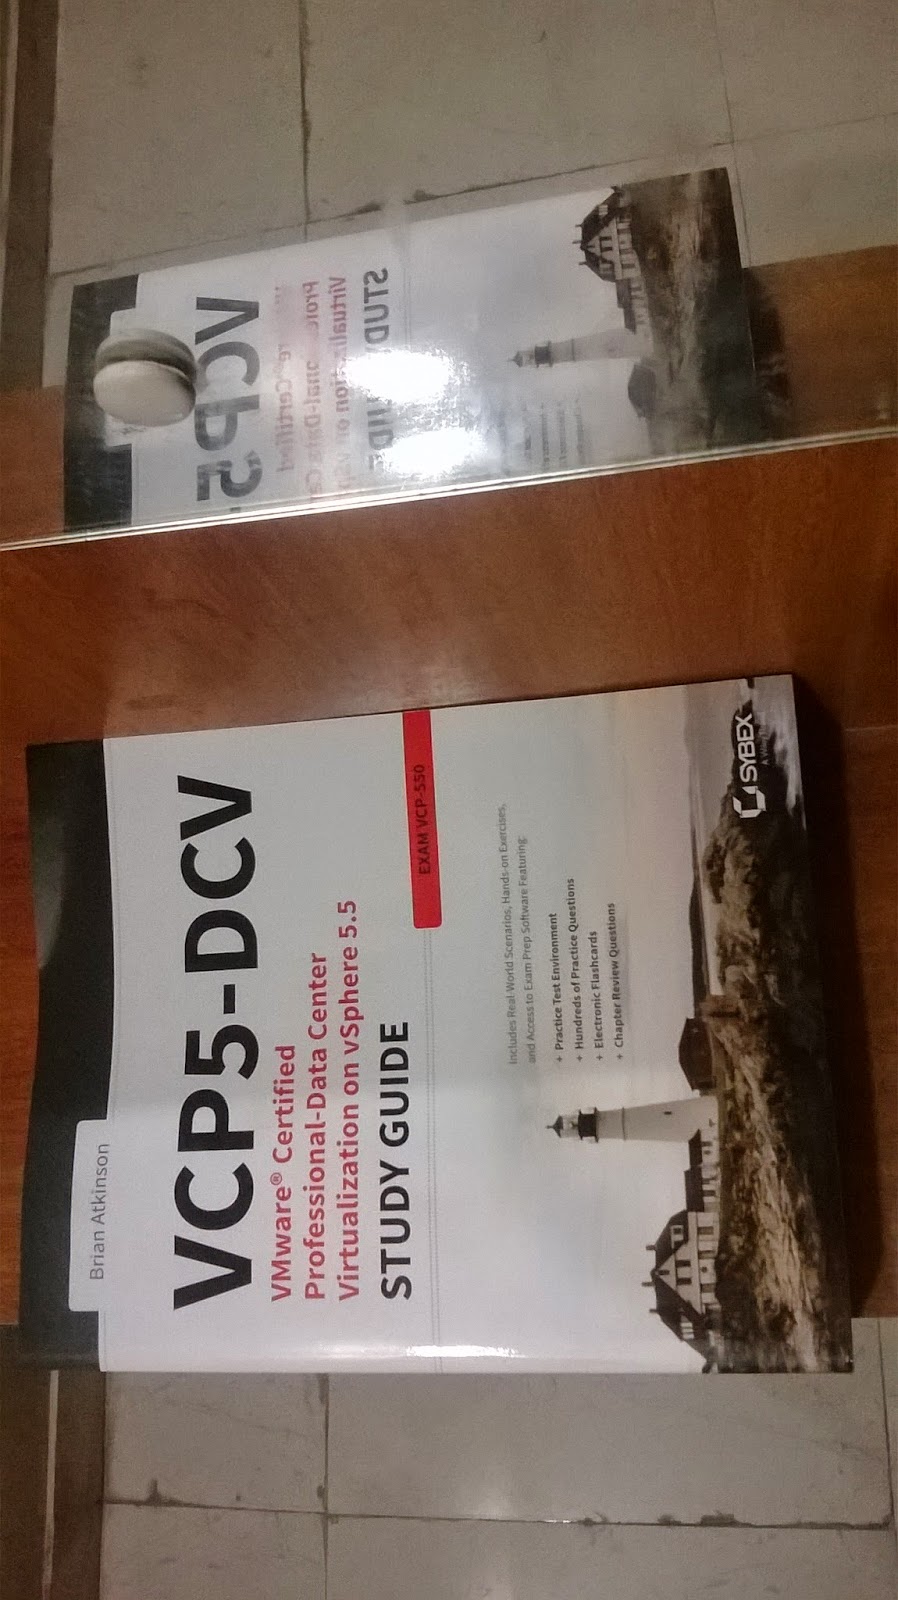 Brian Atkinson
VCP5-DCV
VMware® Certified
Professional-Data Center
Virtualization on vSphere 5.5
STUDY GUIDE
EXAM VCP-550
Includes Real-World Scenarios, Hands-on Exercises,
and Access to Exam Prep Software Featuring:
+ Practice Test Environment
+ Hundreds of Practice Questions
+ Electronic Flashcards
+ Chapter Review Questions
SYBEX
A Wiley